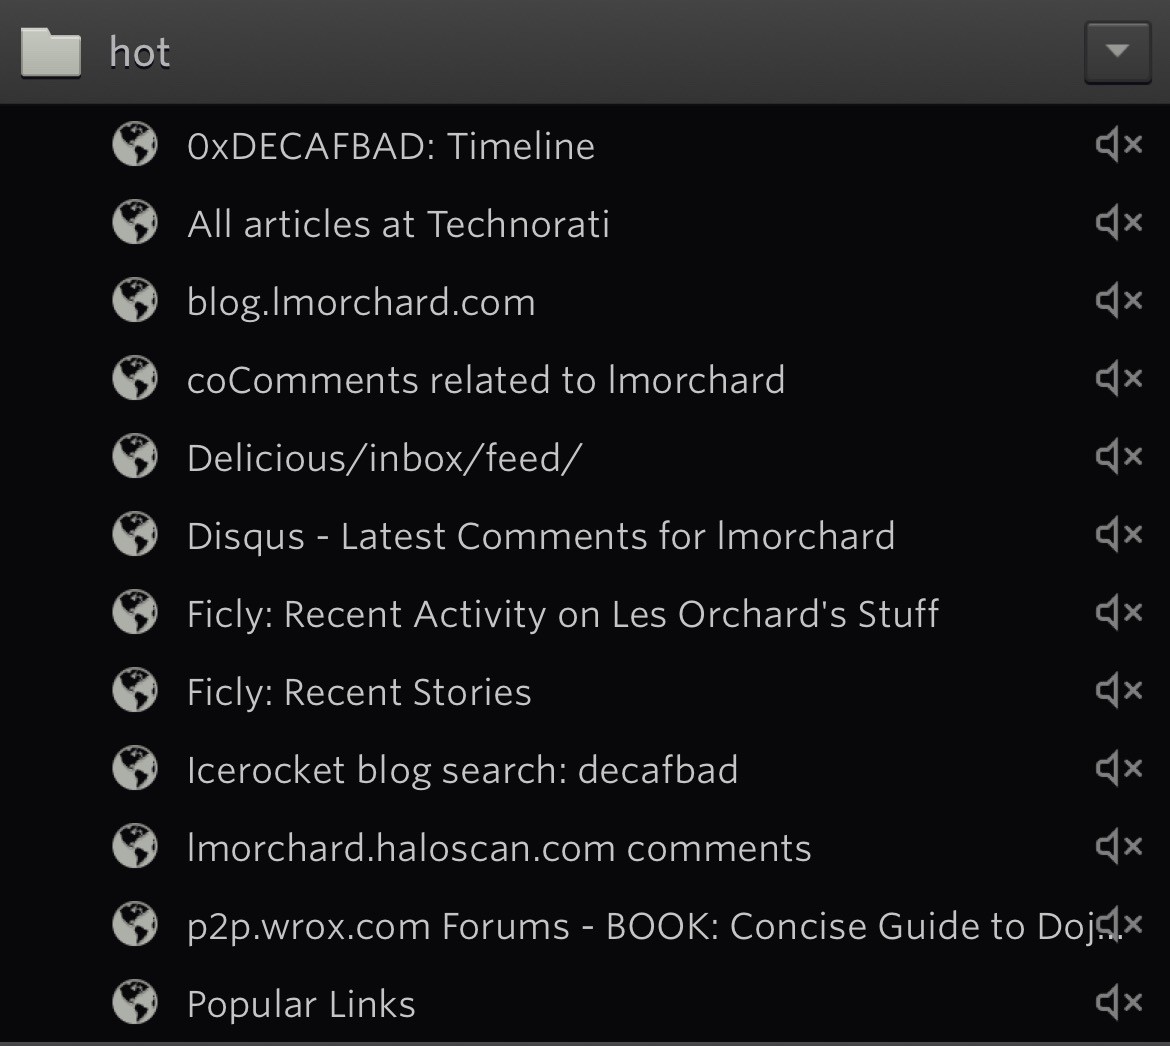 hot
0xDECAFBAD: Timeline
All articles at Technorati
blog.lmorchard.com
coComments related to lmorchard
Delicious/inbox/feed/
Disqus - Latest Comments for lmorchard
Ficly: Recent Activity on Les Orchard's Stuff
Ficly: Recent Stories
Icerocket blog search: decafbad
lmorchard.haloscan.com comments
p2p.wrox.com Forums - BOOK: Concise Guide to Doj...
Popular Links